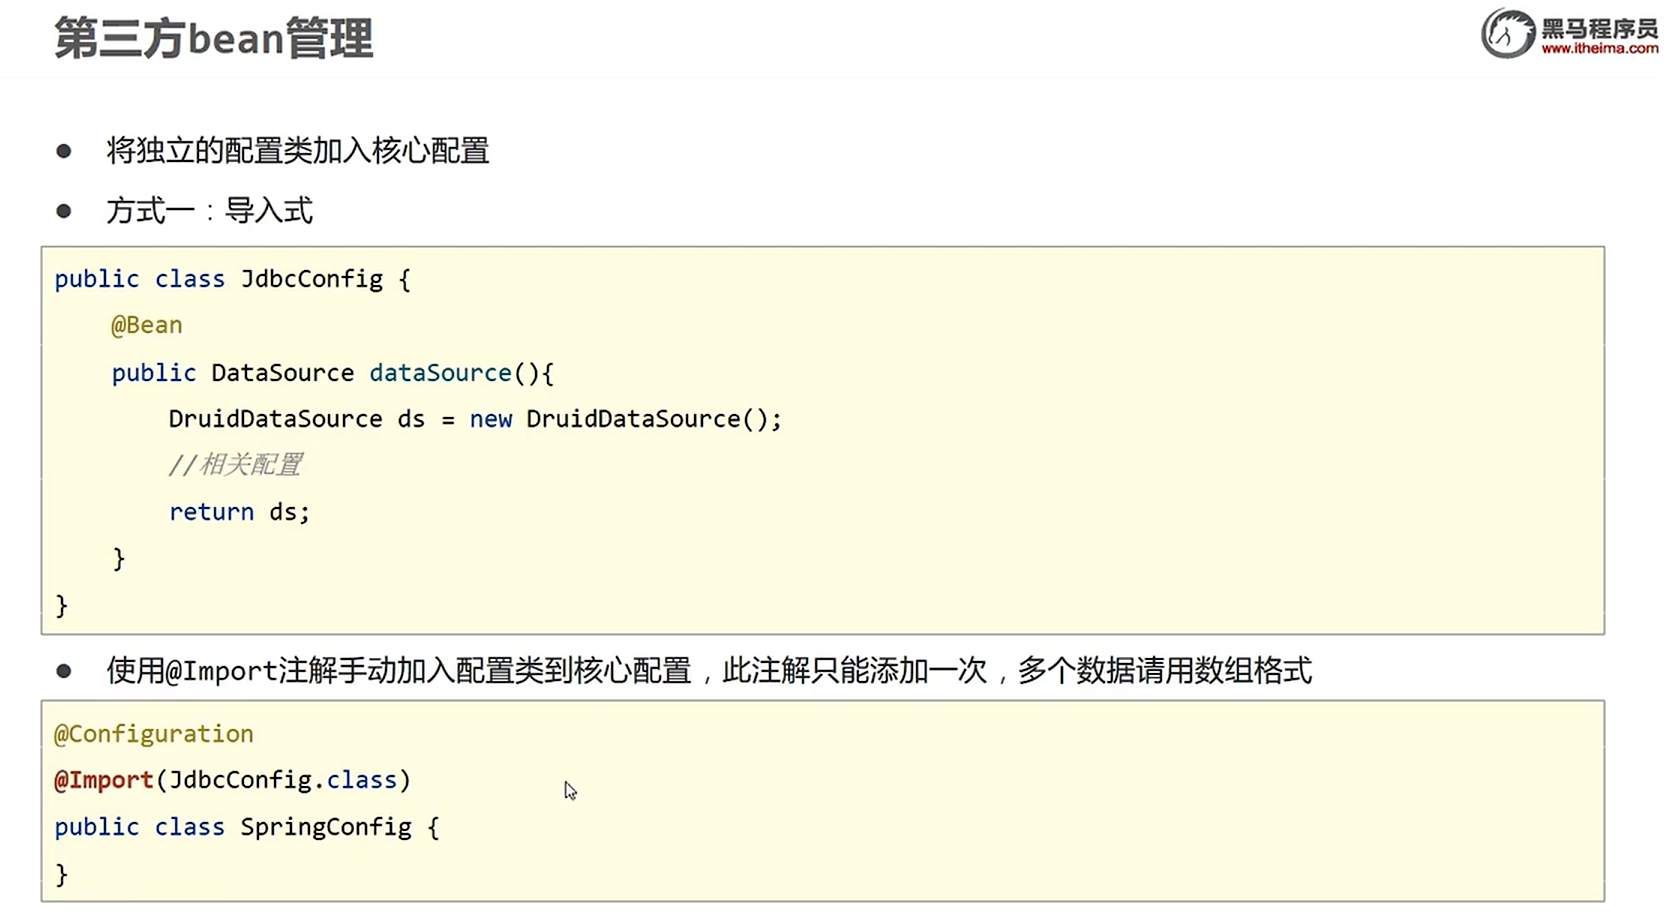 第三方bean管理
黑马程序员
www.itheima.com
● 将独立的配置类加入核心配置
● 方式一：导入式
public class JdbcConfig {
    @Bean
    public DataSource dataSource(){
        DruidDataSource ds = new DruidDataSource();
        //相关配置
        return ds;
    }
}
● 使用@Import注解手动加入配置类到核心配置，此注解只能添加一次，多个数据请用数组格式
@Configuration
@Import(JdbcConfig.class)
public class SpringConfig {
}